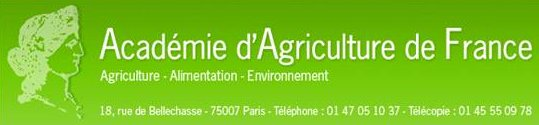 Académie d'Agriculture de France
Agriculture - Alimentation - Environnement
18, rue de Bellechasse - 75007 Paris - Téléphone : 01 47 05 10 37 - Télécopie : 01 45 55 09 78